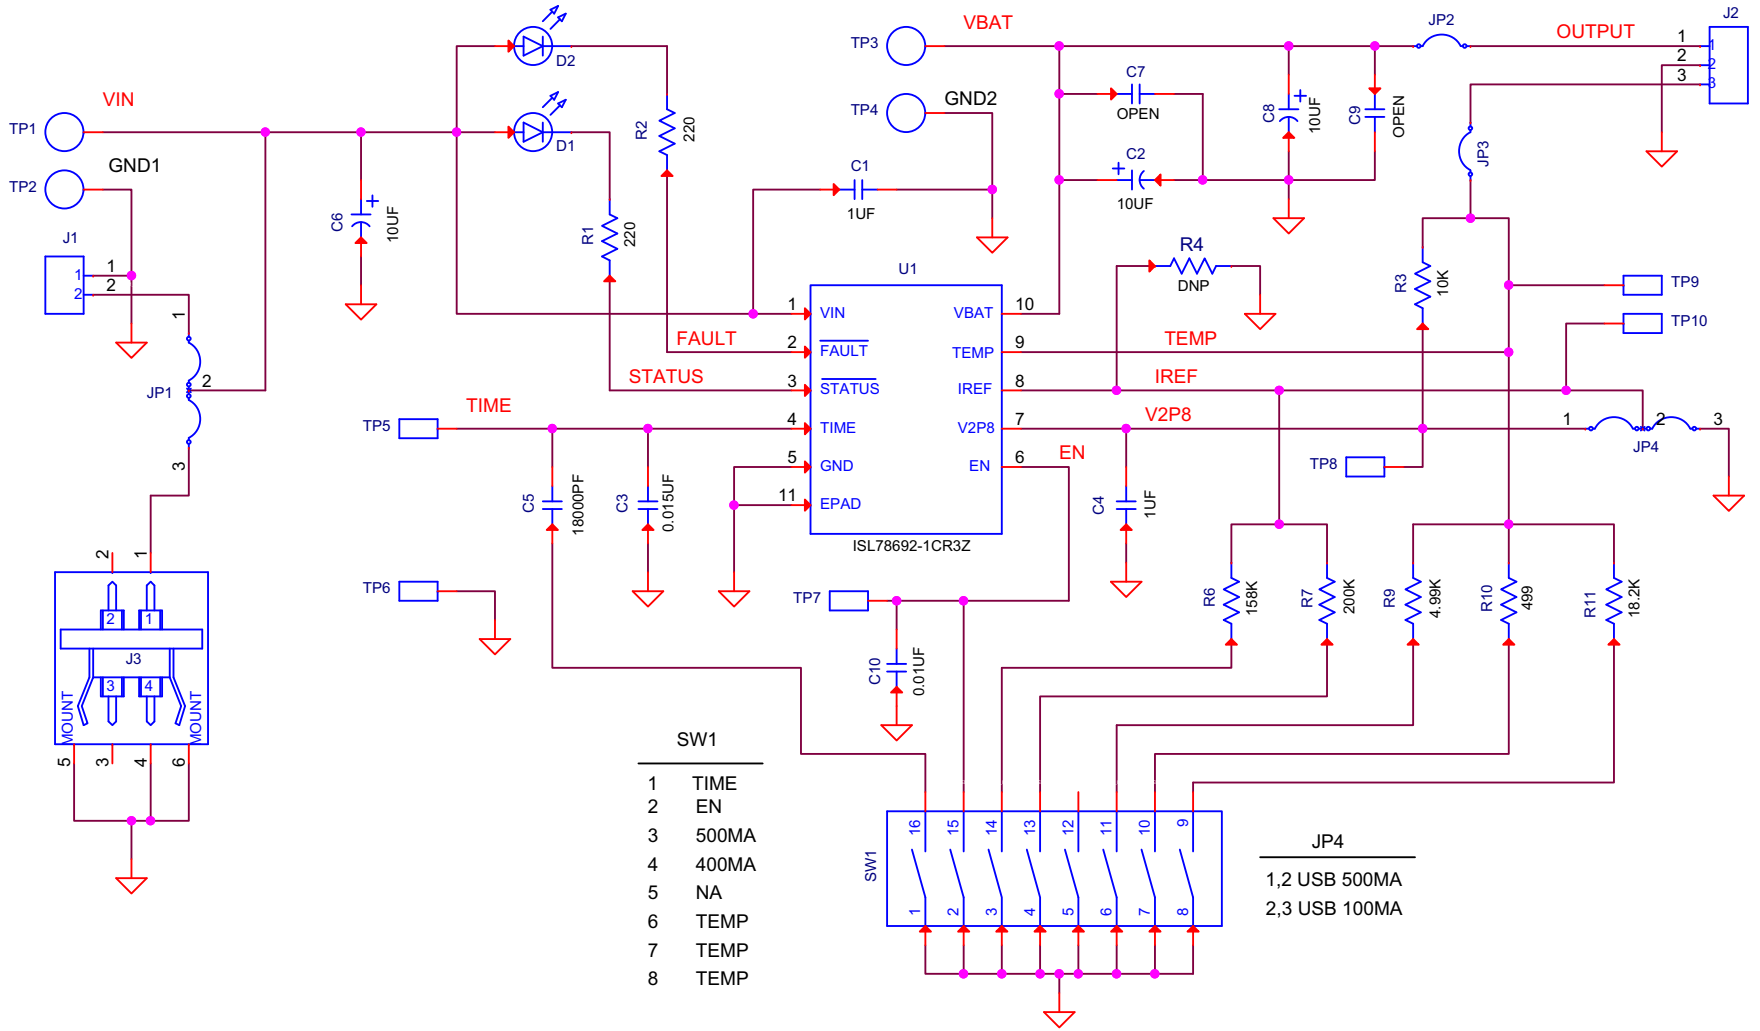 VIN
TP1
GND1
TP2
J1
1
1
2
2
1
2
JP1
3
2
1
2
1
J3
3
4
MOUNT
MOUNT
5
3
4
6
C6
10UF
D2
D1
R2
220
R1
220
TP3
VBAT
TP4
GND2
C1
1UF
C7
OPEN
C2
10UF
C8
10UF
C9
OPEN
JP2
OUTPUT
J2
1
1
2
2
3
3
JP3
R4
DNP
R3
10K
TP9
TP10
U1
1
VIN
VBAT
10
FAULT
2
FAULT
TEMP
9
TEMP
STATUS
3
STATUS
IREF
8
IREF
TIME
TP5
4
TIME
V2P8
7
V2P8
5
GND
EN
6
EN
11
EPAD
ISL78692-1CR3Z
1
2
3
JP4
TP8
C5
18000PF
C3
0.015UF
C4
1UF
TP6
TP7
C10
0.01UF
R6
158K
R7
200K
R9
4.99K
R10
499
R11
18.2K
SW1
1 TIME
2 EN
3 500MA
4 400MA
5 NA
6 TEMP
7 TEMP
8 TEMP
SW1
16 15 14 13 12 11 10 9
1 2 3 4 5 6 7 8
JP4
1,2 USB 500MA
2,3 USB 100MA